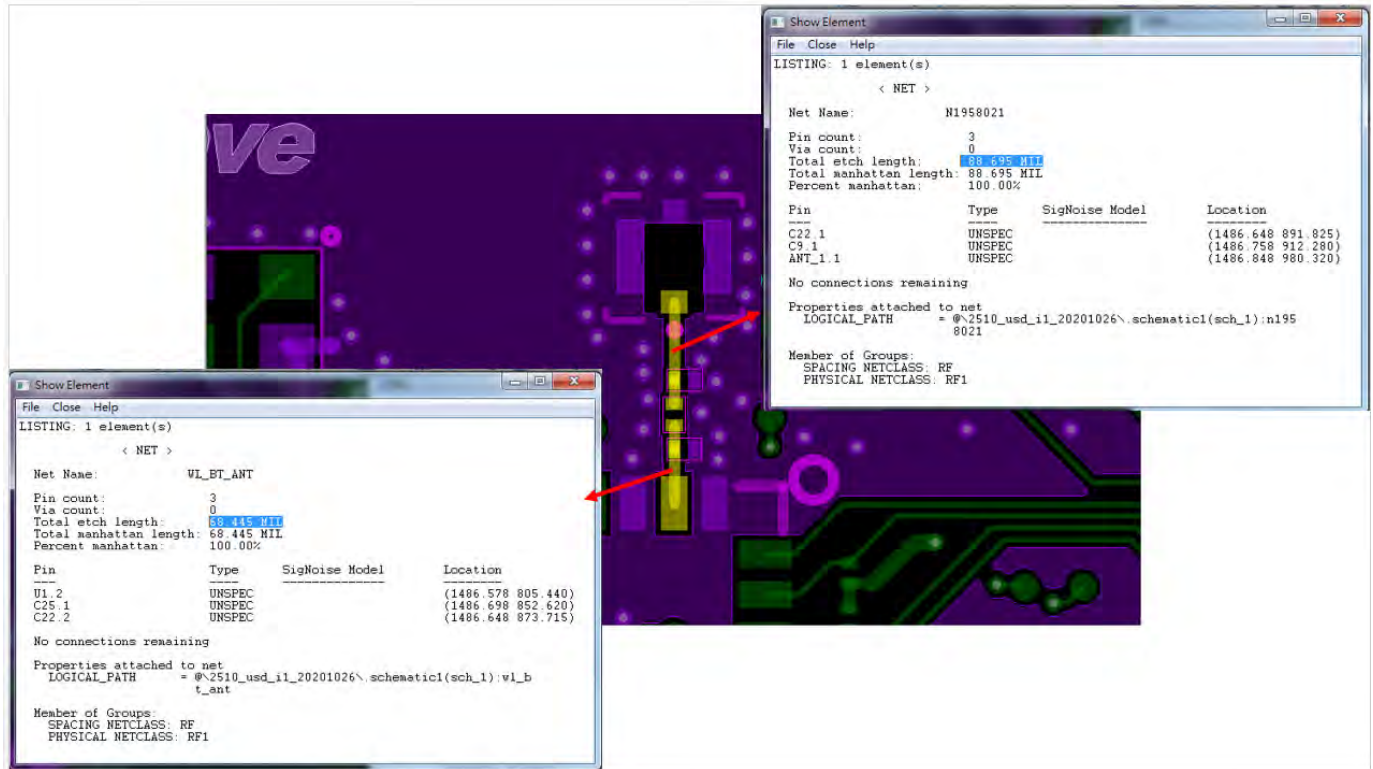 ove
Show Element
File Close Help
LISTING: 1 element(s)
< NET >
Net Name: N1958021
Pin count: 3
Via count: 0
Total etch length: 88.695 MIL
Total manhattan length: 88.695 MIL
Percent manhattan: 100.00%
Pin Type SigNoise Model Location
C22.1 UNSPEC (1486.648 891.825)
C9.1 UNSPEC (1486.758 912.280)
ANT_1.1 UNSPEC (1486.848 980.320)
No connections remaining
Properties attached to net
LOGICAL_PATH = @\2510_usd_i1_20201026\.schematic1(sch_1):n195
8021
Member of Groups:
SPACING NETCLASS: RF
PHYSICAL NETCLASS: RF1
Show Element
File Close Help
LISTING: 1 element(s)
< NET >
Net Name: WL_BT_ANT
Pin count: 3
Via count: 0
Total etch length: 68.445 MIL
Total manhattan length: 68.445 MIL
Percent manhattan: 100.00%
Pin Type SigNoise Model Location
U1.2 UNSPEC (1486.578 805.440)
C25.1 UNSPEC (1486.698 852.620)
C22.2 UNSPEC (1486.648 873.715)
No connections remaining
Properties attached to net
LOGICAL_PATH = @\2510_usd_i1_20201026\.schematic1(sch_1):wl_b
t_ant
Member of Groups:
SPACING NETCLASS: RF
PHYSICAL NETCLASS: RF1